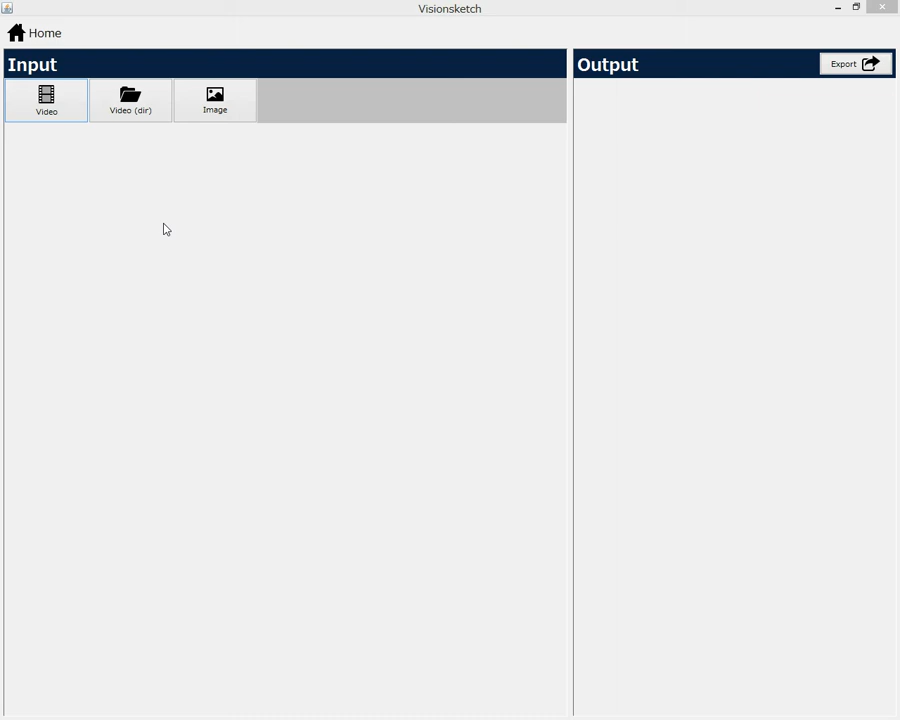 Visionsketch
Home
Input
Output
Export
Video
Video (dir)
Image